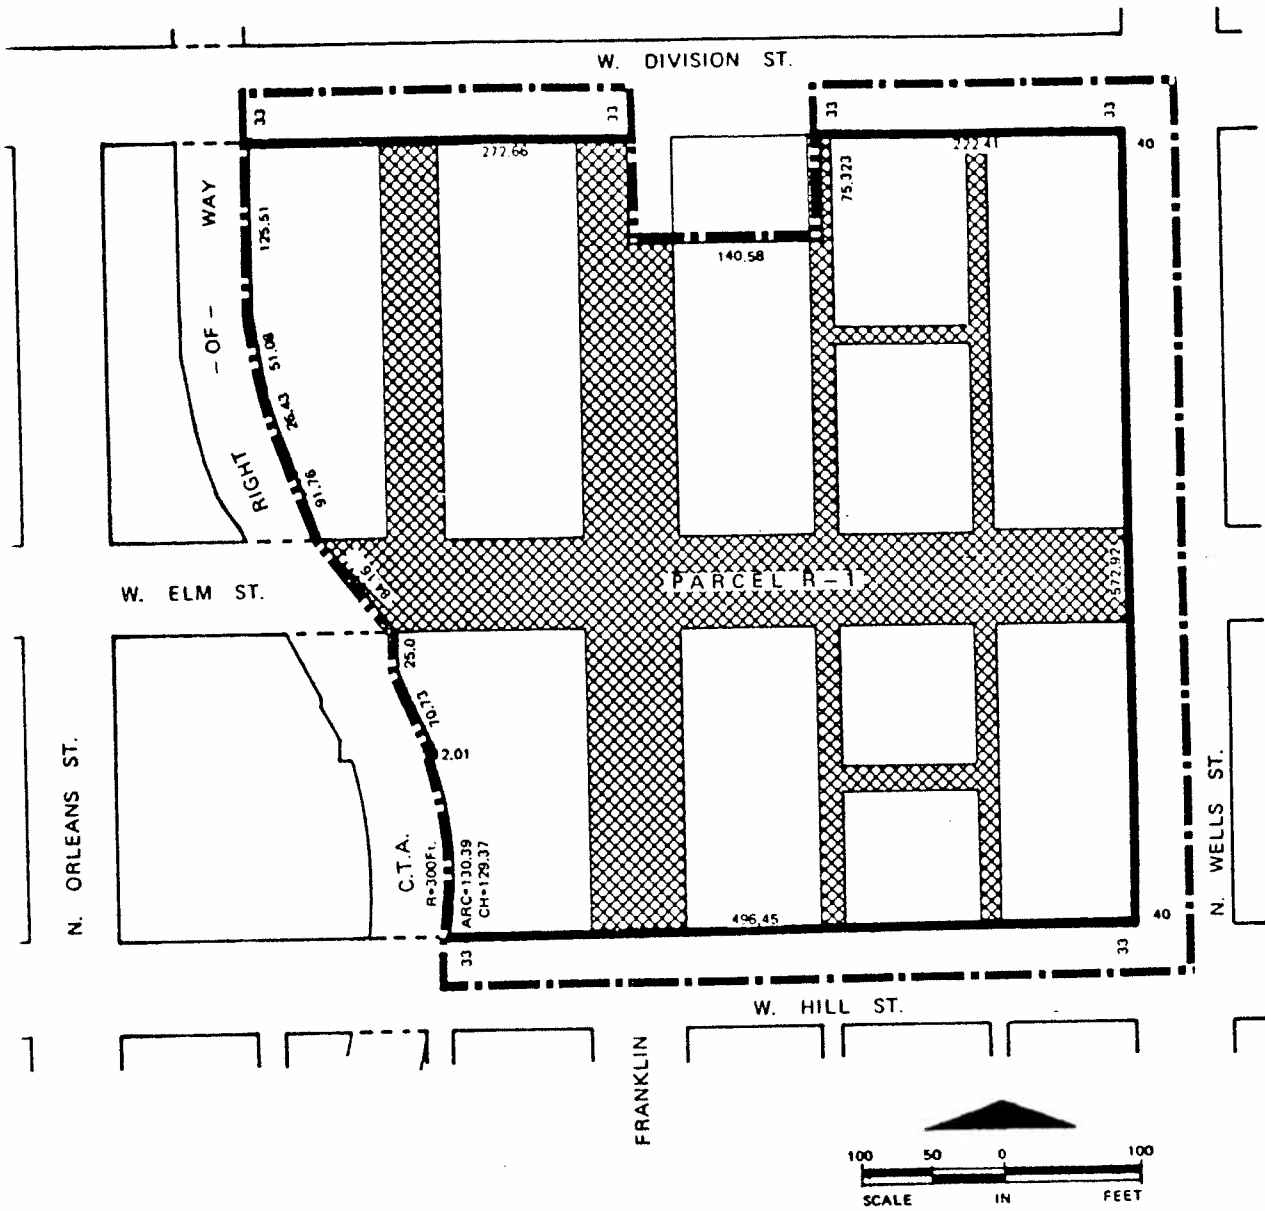 W. DIVISION ST.
33
33
33
33
40
272.66
222.41
75.323
140.58
125.51
51.08
26.43
91.76
RIGHT - OF - WAY
W. ELM ST.
84.16
PARCEL R-1
572.925
25.0
70.73
2.01
N. ORLEANS ST.
N. WELLS ST.
C.T.A.
R=300Ft.
ARC=130.39
CH=129.37
496.45
40
33
33
W. HILL ST.
FRANKLIN
100 50 0 100
SCALE IN FEET